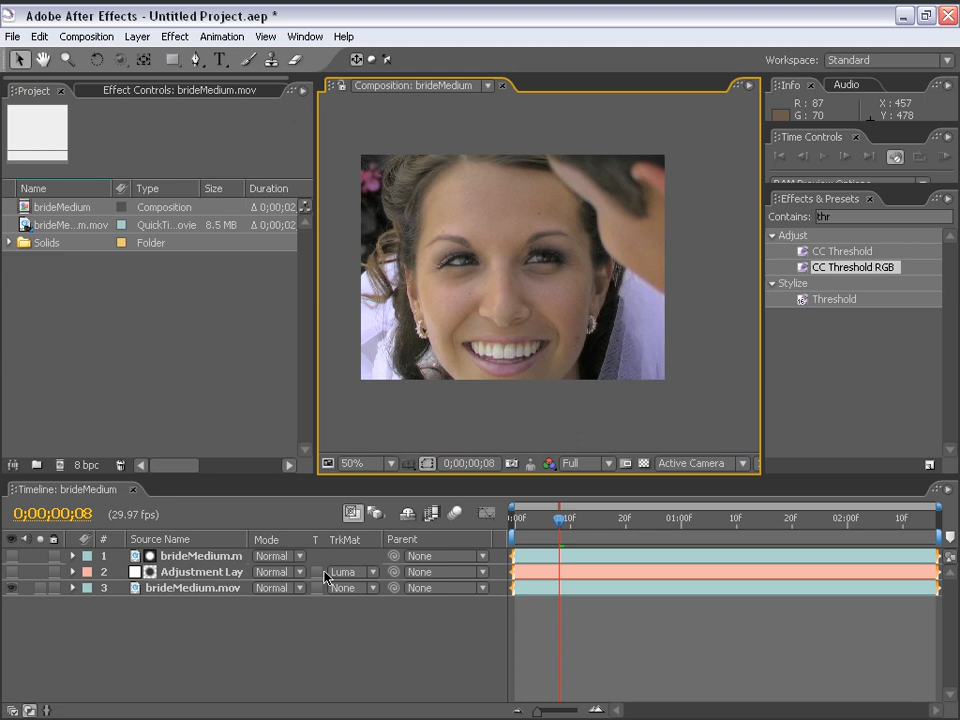 Adobe After Effects - Untitled Project.aep *
File Edit Composition Layer Effect Animation View Window Help
Workspace: Standard
Project Effect Controls: brideMedium.mov
Composition: brideMedium
Info Audio
R: 87 X: 457
G: 70 Y: 478
Time Controls
RAM Preview Options
Effects & Presets
Contains: thr
Adjust
CC Threshold
CC Threshold RGB
Stylize
Threshold
Name Type Size Duration
brideMedium Composition Δ 0;00;02
brideMe...m.mov QuickTi...ovie 8.5 MB Δ 0;00;02
Solids Folder
8 bpc
50% 0;00;00;08 Full Active Camera
Timeline: brideMedium
0;00;00;08 (29.97 fps)
:00f 10f 20f 01:00f 10f 20f 02:00f 10f
# Source Name Mode T TrkMat Parent
1 brideMedium.m Normal None
2 Adjustment Lay Normal Luma None
3 brideMedium.mov Normal None None